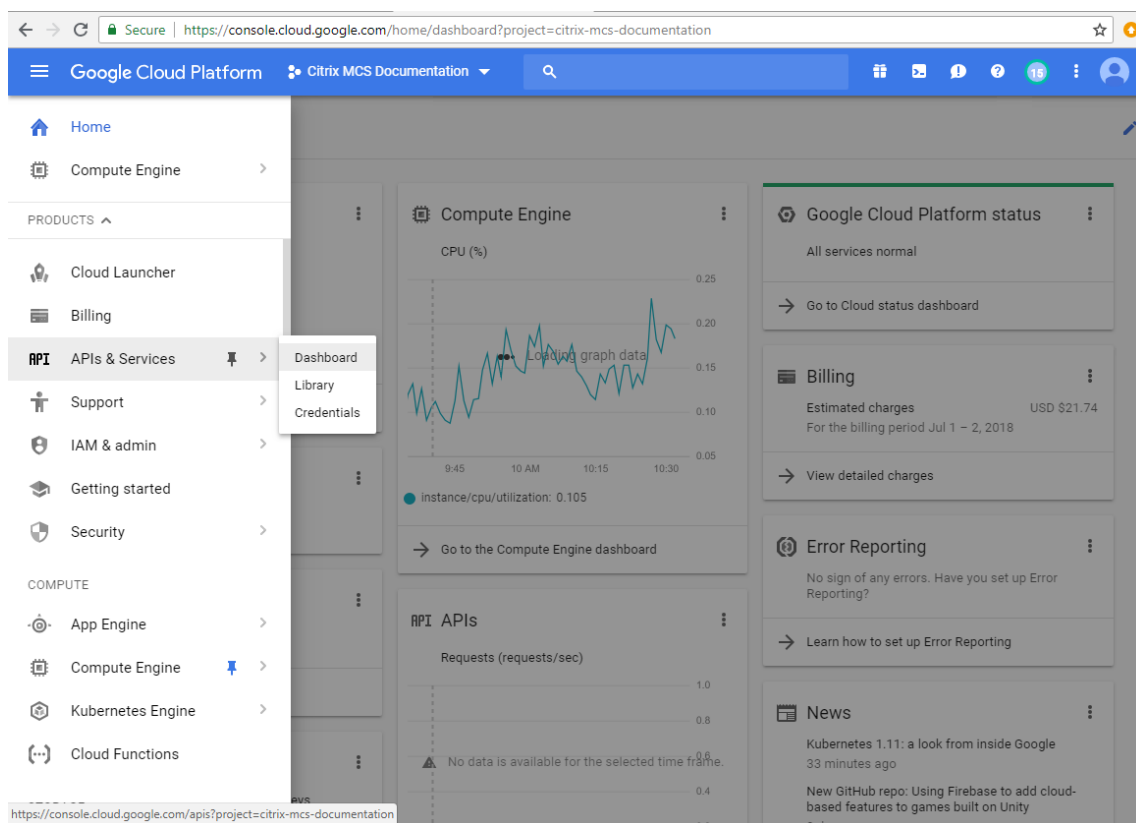 Secure | https://console.cloud.google.com/home/dashboard?project=citrix-mcs-documentation
Google Cloud Platform
Citrix MCS Documentation
15
Home
Compute Engine
PRODUCTS
Cloud Launcher
Billing
API APIs & Services
Support
IAM & admin
Getting started
Security
COMPUTE
App Engine
Compute Engine
Kubernetes Engine
Cloud Functions
Dashboard
Library
Credentials
Compute Engine
CPU (%)
0.25
0.20
Loading graph data
0.15
0.10
0.05
9:45 10 AM 10:15 10:30
instance/cpu/utilization: 0.105
Go to the Compute Engine dashboard
API APIs
Requests (requests/sec)
1.0
0.8
0.6
No data is available for the selected time frame.
0.4
Google Cloud Platform status
All services normal
Go to Cloud status dashboard
Billing
Estimated charges USD $21.74
For the billing period Jul 1 – 2, 2018
View detailed charges
Error Reporting
No sign of any errors. Have you set up Error
Reporting?
Learn how to set up Error Reporting
News
Kubernetes 1.11: a look from inside Google
33 minutes ago
New GitHub repo: Using Firebase to add cloud-
based features to games built on Unity
https://console.cloud.google.com/apis?project=citrix-mcs-documentation